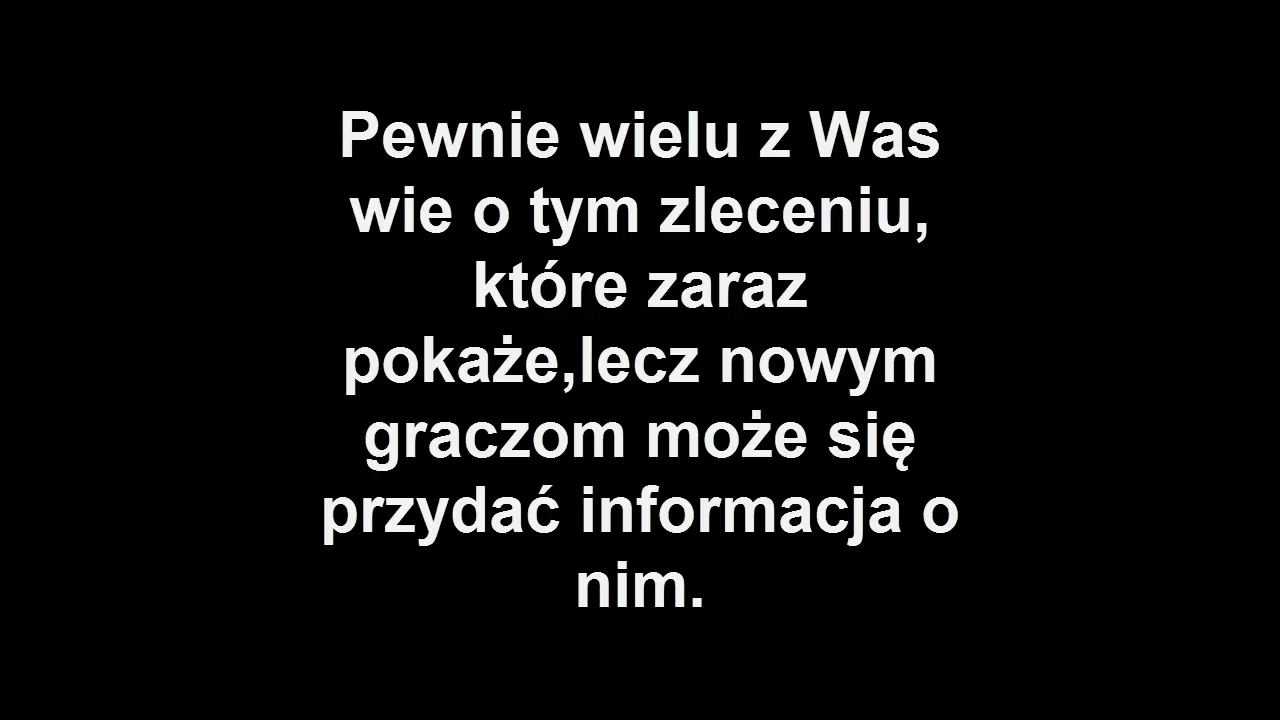 Pewnie wielu z Was
wie o tym zleceniu,
które zaraz
pokaże,lecz nowym
graczom może się
przydać informacja o
nim.